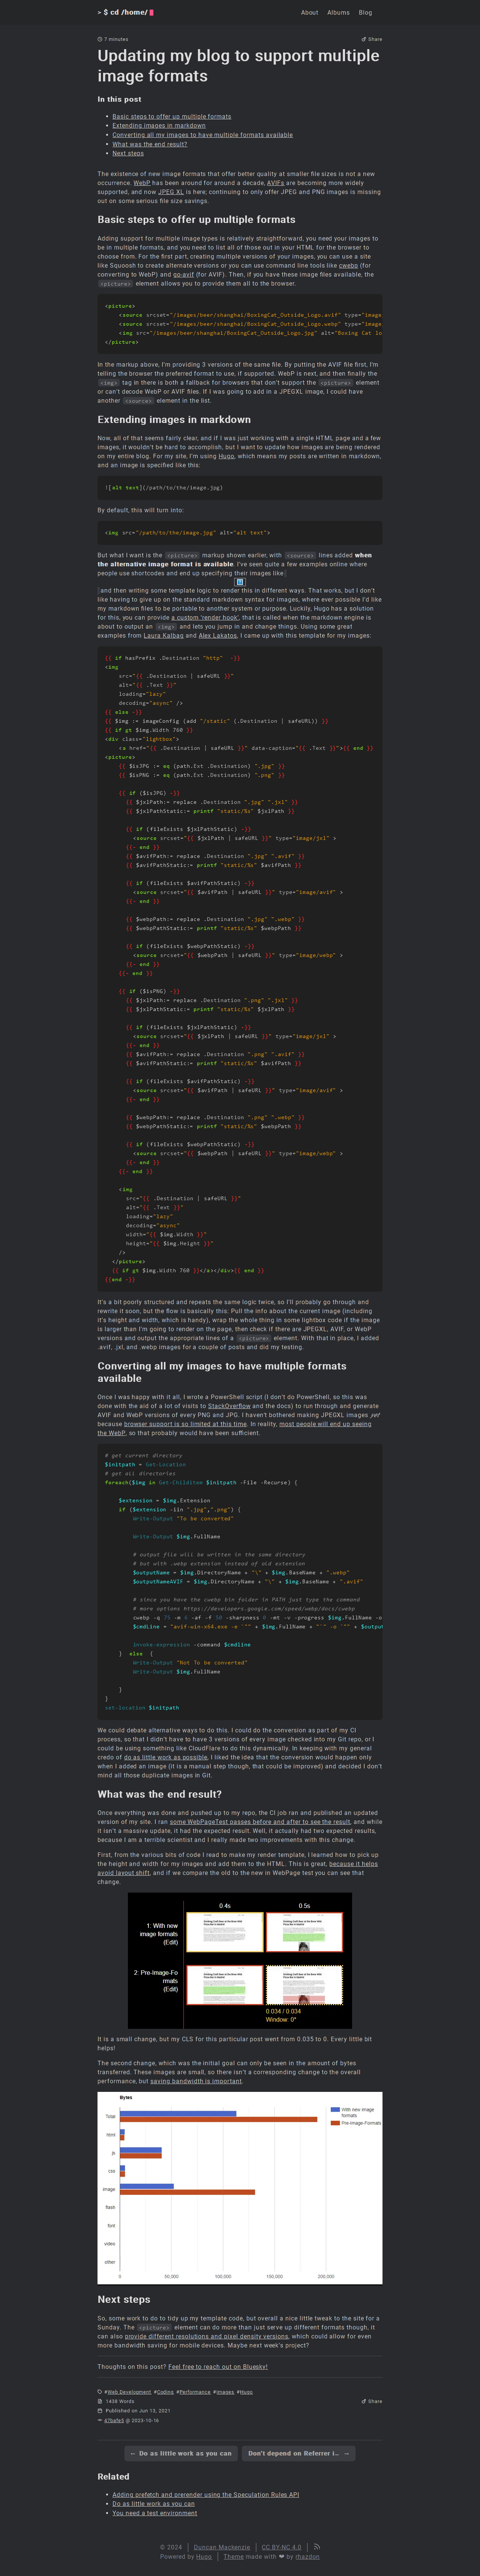 > $ cd /home/
About
Albums
Blog
7 minutes
Share
Updating my blog to support multiple
image formats
In this post
Basic steps to offer up multiple formats
Extending images in markdown
Converting all my images to have multiple formats available
What was the end result?
Next steps
The existence of new image formats that offer better quality at smaller file sizes is not a new
occurrence. WebP has been around for around a decade, AVIFs are becoming more widely
supported, and now JPEG XL is here; continuing to only offer JPEG and PNG images is missing
out on some serious file size savings.
Basic steps to offer up multiple formats
Adding support for multiple image types is relatively straightforward, you need your images to
be in multiple formats, and you need to list all of those out in your HTML for the browser to
choose from. For the first part, creating multiple versions of your images, you can use a site
like Squoosh to create alternate versions or you can use command line tools like cwebp (for
converting to WebP) and go-avif (for AVIF). Then, if you have these image files available, the
<picture> element allows you to provide them all to the browser.
<picture>
<source srcset="/images/beer/shanghai/BoxingCat_Outside_Logo.avif" type="image
<source srcset="/images/beer/shanghai/BoxingCat_Outside_Logo.webp" type="image
<img src="/images/beer/shanghai/BoxingCat_Outside_Logo.jpg" alt="Boxing Cat lo
</picture>
In the markup above, I'm providing 3 versions of the same file. By putting the AVIF file first, I'm
telling the browser the preferred format to use, if supported. WebP is next, and then finally the
<img> tag in there is both a fallback for browsers that don't support the <picture> element
or can't decode WebP or AVIF files. If I was going to add in a JPEGXL image, I could have
another <source> element in the list.
Extending images in markdown
Now, all of that seems fairly clear, and if I was just working with a single HTML page and a few
images, it wouldn't be hard to accomplish, but I want to update how images are being rendered
on my entire blog. For my site, I'm using Hugo, which means my posts are written in markdown,
and an image is specified like this:
![alt text](/path/to/the/image.jpg)
By default, this will turn into:
<img src="/path/to/the/image.jpg" alt="alt text">
But what I want is the <picture> markup shown earlier, with <source> lines added when
the alternative image format is available. I've seen quite a few examples online where
people use shortcodes and end up specifying their images like
and then writing some template logic to render this in different ways. That works, but I don't
like having to give up on the standard markdown syntax for images, whenever possible I'd like
my markdown files to be portable to another system or purpose. Luckily, Hugo has a solution
for this, you can provide a custom 'render hook', that is called when the markdown engine is
about to output an <img> and lets you jump in and change things. Using some great
examples from Laura Kalbag and Alex Lakatos, I came up with this template for my images:
{{ if hasPrefix .Destination "http" -}}
<img
src="{{ .Destination | safeURL }}"
alt="{{ .Text }}"
loading="lazy"
decoding="async" />
{{ else -}}
{{ $img := imageConfig (add "/static" (.Destination | safeURL)) }}
{{ if gt $img.Width 760 }}
<div class="lightbox">
<a href="{{ .Destination | safeURL }}" data-caption="{{ .Text }}">{{ end }}
<picture>
{{ $isJPG := eq (path.Ext .Destination) ".jpg" }}
{{ $isPNG := eq (path.Ext .Destination) ".png" }}
{{ if ($isJPG) -}}
{{ $jxlPath:= replace .Destination ".jpg" ".jxl" }}
{{ $jxlPathStatic:= printf "static/%s" $jxlPath }}
{{ if (fileExists $jxlPathStatic) -}}
<source srcset="{{ $jxlPath | safeURL }}" type="image/jxl" >
{{- end }}
{{ $avifPath:= replace .Destination ".jpg" ".avif" }}
{{ $avifPathStatic:= printf "static/%s" $avifPath }}
{{ if (fileExists $avifPathStatic) -}}
<source srcset="{{ $avifPath | safeURL }}" type="image/avif" >
{{- end }}
{{ $webpPath:= replace .Destination ".jpg" ".webp" }}
{{ $webpPathStatic:= printf "static/%s" $webpPath }}
{{ if (fileExists $webpPathStatic) -}}
<source srcset="{{ $webpPath | safeURL }}" type="image/webp" >
{{- end }}
{{- end }}
{{ if ($isPNG) -}}
{{ $jxlPath:= replace .Destination ".png" ".jxl" }}
{{ $jxlPathStatic:= printf "static/%s" $jxlPath }}
{{ if (fileExists $jxlPathStatic) -}}
<source srcset="{{ $jxlPath | safeURL }}" type="image/jxl" >
{{- end }}
{{ $avifPath:= replace .Destination ".png" ".avif" }}
{{ $avifPathStatic:= printf "static/%s" $avifPath }}
{{ if (fileExists $avifPathStatic) -}}
<source srcset="{{ $avifPath | safeURL }}" type="image/avif" >
{{- end }}
{{ $webpPath:= replace .Destination ".png" ".webp" }}
{{ $webpPathStatic:= printf "static/%s" $webpPath }}
{{ if (fileExists $webpPathStatic) -}}
<source srcset="{{ $webpPath | safeURL }}" type="image/webp" >
{{- end }}
{{- end }}
<img
src="{{ .Destination | safeURL }}"
alt="{{ .Text }}"
loading="lazy"
decoding="async"
width="{{ $img.Width }}"
height="{{ $img.Height }}"
/>
</picture>
{{ if gt $img.Width 760 }}</a></div>{{ end }}
{{end -}}
It's a bit poorly structured and repeats the same logic twice, so I'll probably go through and
rewrite it soon, but the flow is basically this: Pull the info about the current image (including
it's height and width, which is handy), wrap the whole thing in some lightbox code if the image
is larger than I'm going to render on the page, then check if there are JPEGXL, AVIF, or WebP
versions and output the appropriate lines of a <picture> element. With that in place, I added
.avif, .jxl, and .webp images for a couple of posts and did my testing.
Converting all my images to have multiple formats
available
Once I was happy with it all, I wrote a PowerShell script (I don't do PowerShell, so this was
done with the aid of a lot of visits to StackOverflow and the docs) to run through and generate
AVIF and WebP versions of every PNG and JPG. I haven't bothered making JPEGXL images yet*
because browser support is so limited at this time. In reality, most people will end up seeing
the WebP, so that probably would have been sufficient.
# get current directory
$initpath = Get-Location
# get all directories
foreach($img in Get-Childitem $initpath -File -Recurse) {
$extension = $img.Extension
if ($extension -iin ".jpg",".png") {
Write-Output "To be converted"
Write-Output $img.FullName
# output file will be written in the same directory
# but with .webp extension instead of old extension
$outputName = $img.DirectoryName + "\" + $img.BaseName + ".webp"
$outputNameAVIF = $img.DirectoryName + "\" + $img.BaseName + ".avif"
# since you have the cwebp bin folder in PATH just type the command
# more options https://developers.google.com/speed/webp/docs/cwebp
cwebp -q 75 -m 6 -af -f 50 -sharpness 0 -mt -v -progress $img.FullName -o
$cmdLine = "avif-win-x64.exe -e `"" + $img.FullName + "`" -o `"" + $output
invoke-expression -command $cmdline
} else {
Write-Output "Not To be converted"
Write-Output $img.FullName
}
}
set-location $initpath
We could debate alternative ways to do this. I could do the conversion as part of my CI
process, so that I didn't have to have 3 versions of every image checked into my Git repo, or I
could be using something like CloudFlare to do this dynamically. In keeping with my general
credo of do as little work as possible, I liked the idea that the conversion would happen only
when I added an image (it is a manual step though, that could be improved) and decided I don't
mind all those duplicate images in Git.
What was the end result?
Once everything was done and pushed up to my repo, the CI job ran and published an updated
version of my site. I ran some WebPageTest passes before and after to see the result, and while it
isn't a massive update, it had the expected result. Well, it actually had two expected results,
because I am a terrible scientist and I really made two improvements with this change.
First, from the various bits of code I read to make my render template, I learned how to pick up
the height and width for my images and add them to the HTML. This is great, because it helps
avoid layout shift, and if we compare the old to the new in WebPage test you can see that
change.
0.4s
0.5s
1: With new
image formats
(Edit)
2: Pre-Image-Fo
rmats
(Edit)
0.034 / 0.034
Window: 0*
It is a small change, but my CLS for this particular post went from 0.035 to 0. Every little bit
helps!
The second change, which was the initial goal can only be seen in the amount of bytes
transferred. These images are small, so there isn't a corresponding change to the overall
performance, but saving bandwidth is important.
Bytes
With new image
formats
Pre-Image-Formats
Total
html
js
css
image
flash
font
video
other
0
50,000
100,000
150,000
200,000
Next steps
So, some work to do to tidy up my template code, but overall a nice little tweak to the site for a
Sunday. The <picture> element can do more than just serve up different formats though, it
can also provide different resolutions and pixel density versions, which could allow for even
more bandwidth saving for mobile devices. Maybe next week's project?
Thoughts on this post? Feel free to reach out on Bluesky!
#Web Development #Coding #Performance #Images #Hugo
1438 Words
Share
Published on Jun 13, 2021
47bafe3 @ 2023-10-16
← Do as little work as you can
Don't depend on Referrer i… →
Related
Adding prefetch and prerender using the Speculation Rules API
Do as little work as you can
You need a test environment
© 2024
Duncan Mackenzie
CC BY-NC 4.0
Powered by Hugo
Theme made with ❤ by rhazdon